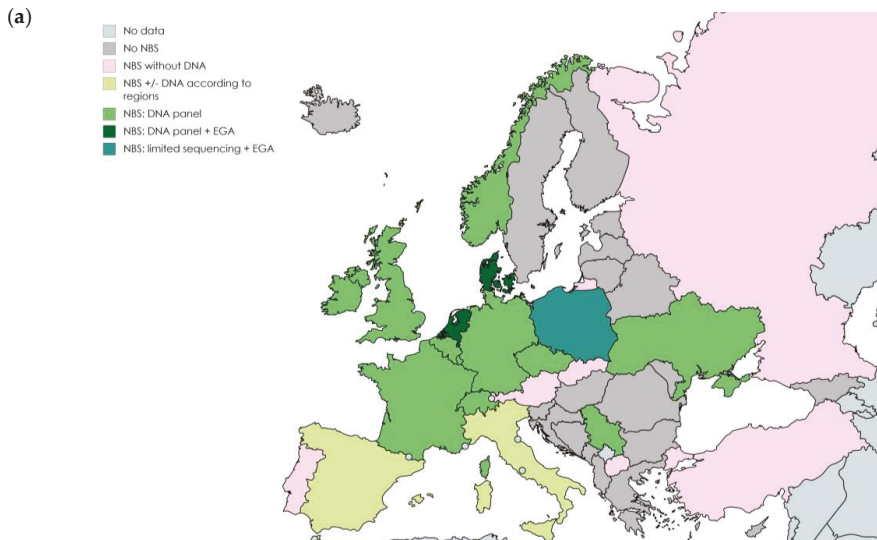 (a)
No data
No NBS
NBS without DNA
NBS +/- DNA according to
regions
NBS: DNA panel
NBS: DNA panel + EGA
NBS: limited sequencing + EGA